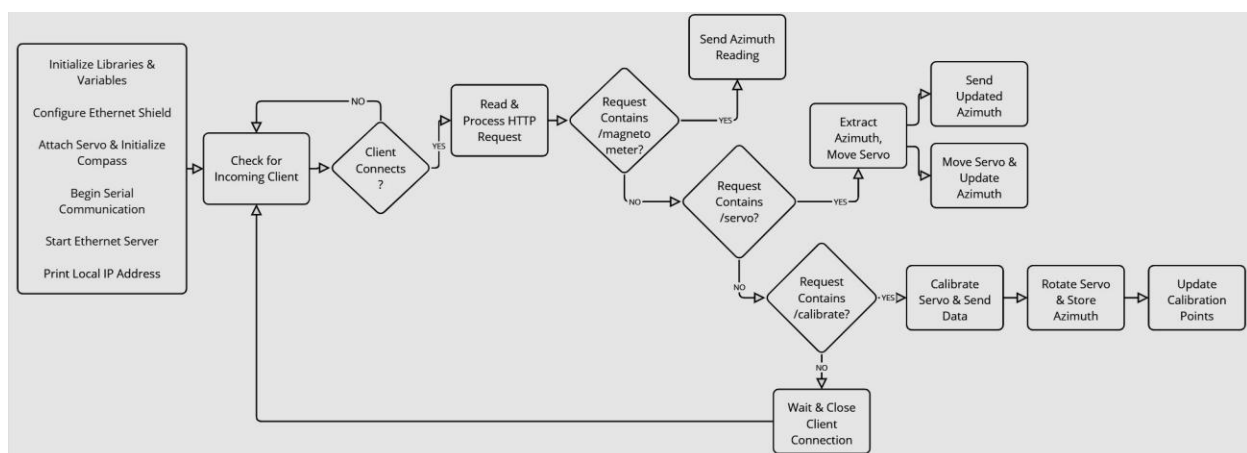 Initialize Libraries &
Variables
Configure Ethernet Shield
Attach Servo & Initialize
Compass
Begin Serial
Communication
Start Ethernet Server
Print Local IP Address
Check for
Incoming Client
NO
Client
Connects
?
YES
Read &
Process HTTP
Request
Request
Contains
/magneto
meter?
YES
Send Azimuth
Reading
NO
Request
Contains
/servo?
YES
Extract
Azimuth,
Move Servo
Send
Updated
Azimuth
Move Servo &
Update
Azimuth
NO
Request
Contains
/calibrate?
YES
Calibrate
Servo & Send
Data
Rotate Servo
& Store
Azimuth
Update
Calibration
Points
NO
Wait & Close
Client
Connection